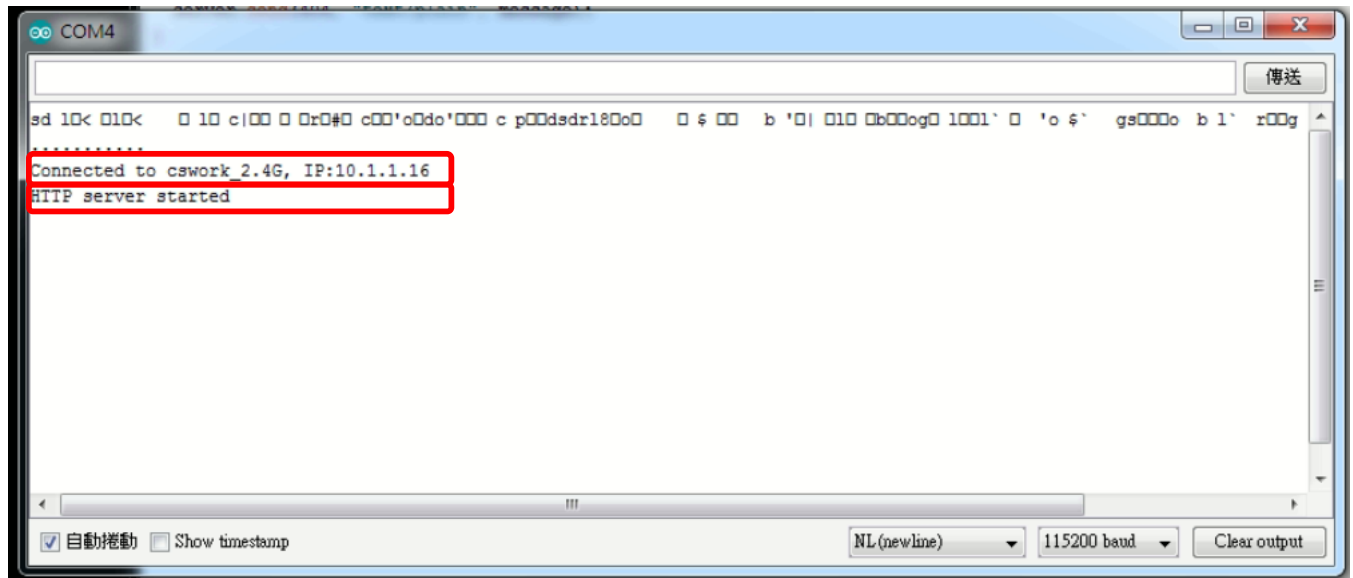 COM4
傳送
...........
Connected to cswork_2.4G, IP:10.1.1.16
HTTP server started
自動捲動 Show timestamp NL(newline) 115200 baud Clear output